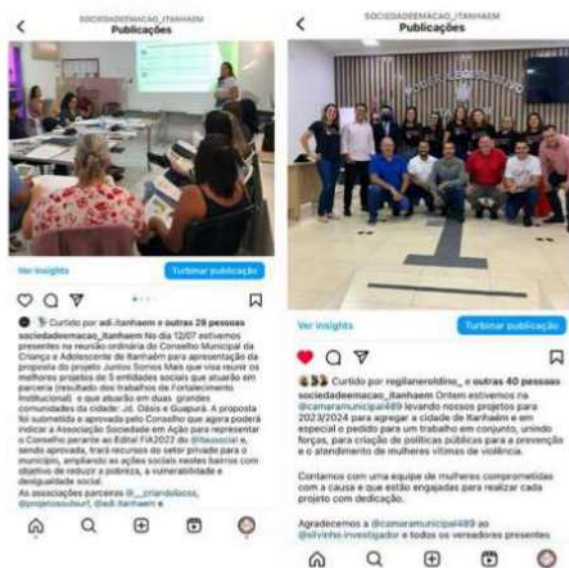 SOCIEDADEEMACAO_ITANHAEM
Publicações
Ver insights
Turbinar publicação
Curtido por adi.itanhaem e outras 28 pessoas
sociedadeemacao_itanhaem No dia 12/07 estivemos
presentes na reunião ordinária do Conselho Municipal da
Criança e Adolescente de Itanhaém para apresentação da
proposta do projeto Juntos Somos Mais que visa reunir os
melhores projetos de 5 entidades sociais que atuarão em
parceria (resultado dos trabalhos de Fortalecimento
Institucional) e que atuarão em duas grandes
comunidades da cidade: Jd. Oásis e Guapurá. A proposta
foi submetida e aprovada pelo Conselho que agora poderá
indicar a Associação Sociedade em Ação para representar
o Conselho perante ao Edital FIA2022 do @itausocial e,
sendo aprovada, trará recursos do setor privado para o
município, ampliando as ações sociais nestes bairros com
objetivo de reduzir a pobreza, a vulnerabilidade e
desigualdade social.
As associações parceiras @__criandolacos,
@projetosoulsurf, @adi.itanhaem e
SOCIEDADEEMACAO_ITANHAEM
Publicações
PODER LEGISLATIVO
Ver insights
Turbinar publicação
Curtido por regilaneroldino_ e outras 40 pessoas
sociedadeemacao_itanhaem Ontem estivemos na
@camaramunicipal489 levando nossos projetos para
2023/2024 para agregar a cidade de Itanhaém e em
especial o pedido para um trabalho em conjunto, unindo
forças, para criação de políticas públicas para a prevenção
e o atendimento de mulheres vítimas de violência.
Contamos com uma equipe de mulheres comprometidas
com a causa e que estão engajadas para realizar cada
projeto com dedicação.
Agradecemos a @camaramunicipal489 ao
@silvinho.investigador e todos os vereadores presentes